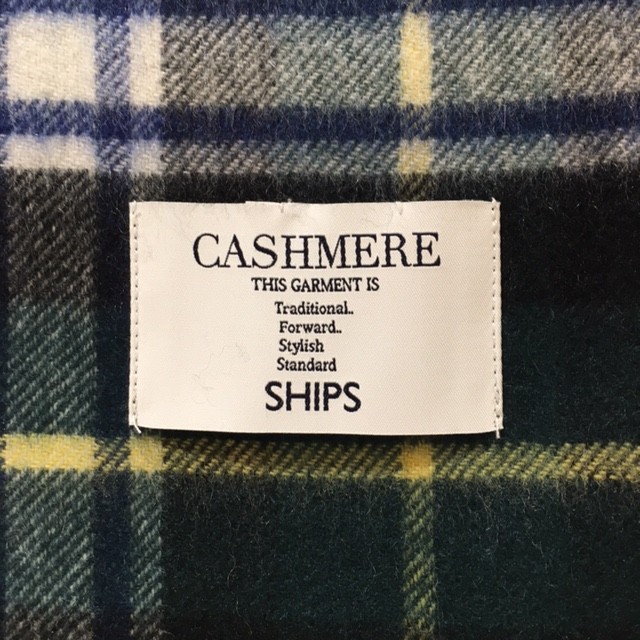 CASHMERE
THIS GARMENT IS
Traditional..
Forward..
Stylish
Standard
SHIPS